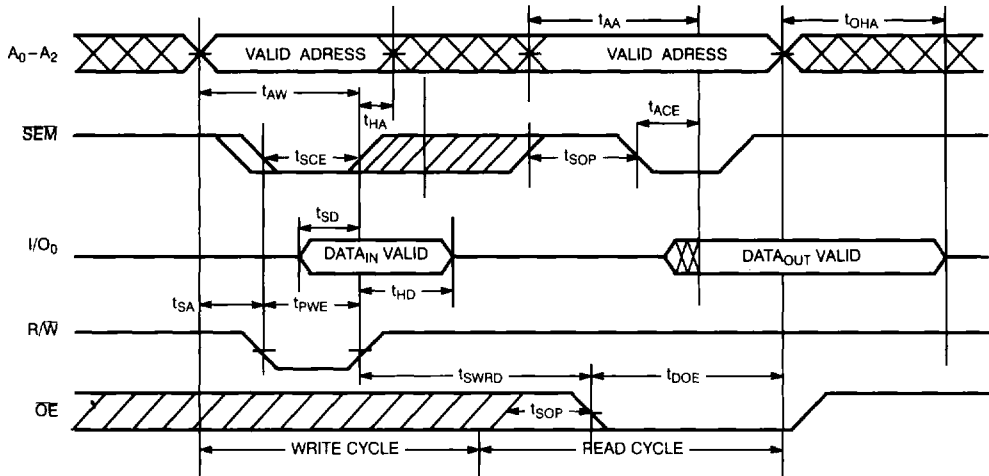 tAA tOHA
A0–A2 VALID ADRESS VALID ADRESS
tAW
tHA tACE
SEM tSCE tSOP
tSD
I/O0 DATAIN VALID DATAOUT VALID
tSA tPWE tHD
R/W
tSWRD tDOE
OE tSOP
WRITE CYCLE READ CYCLE